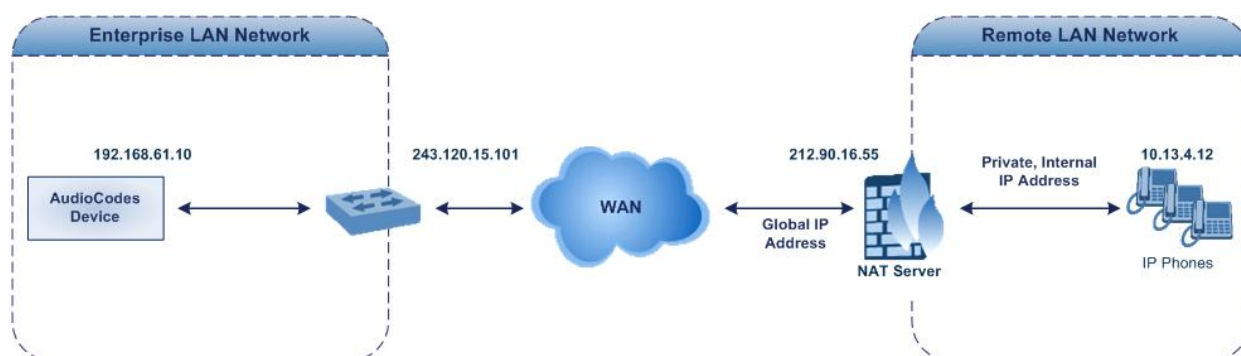 Enterprise LAN Network
Remote LAN Network
192.168.61.10
243.120.15.101
212.90.16.55
10.13.4.12
AudioCodes
Device
WAN
Global IP
Address
NAT Server
Private, Internal
IP Address
IP Phones